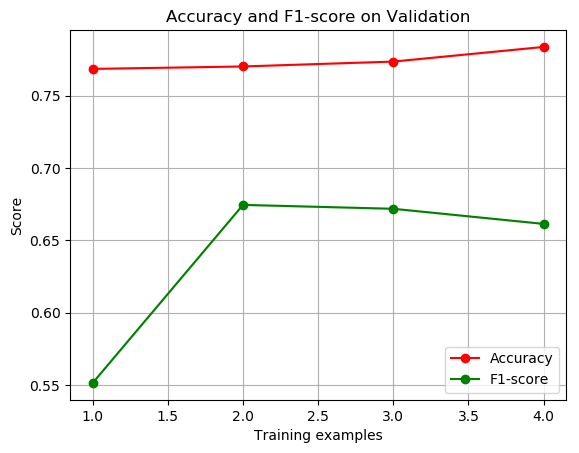 Accuracy and F1-score on Validation
Score
0.75
0.70
0.65
0.60
0.55
Accuracy
F1-score
1.0 1.5 2.0 2.5 3.0 3.5 4.0
Training examples